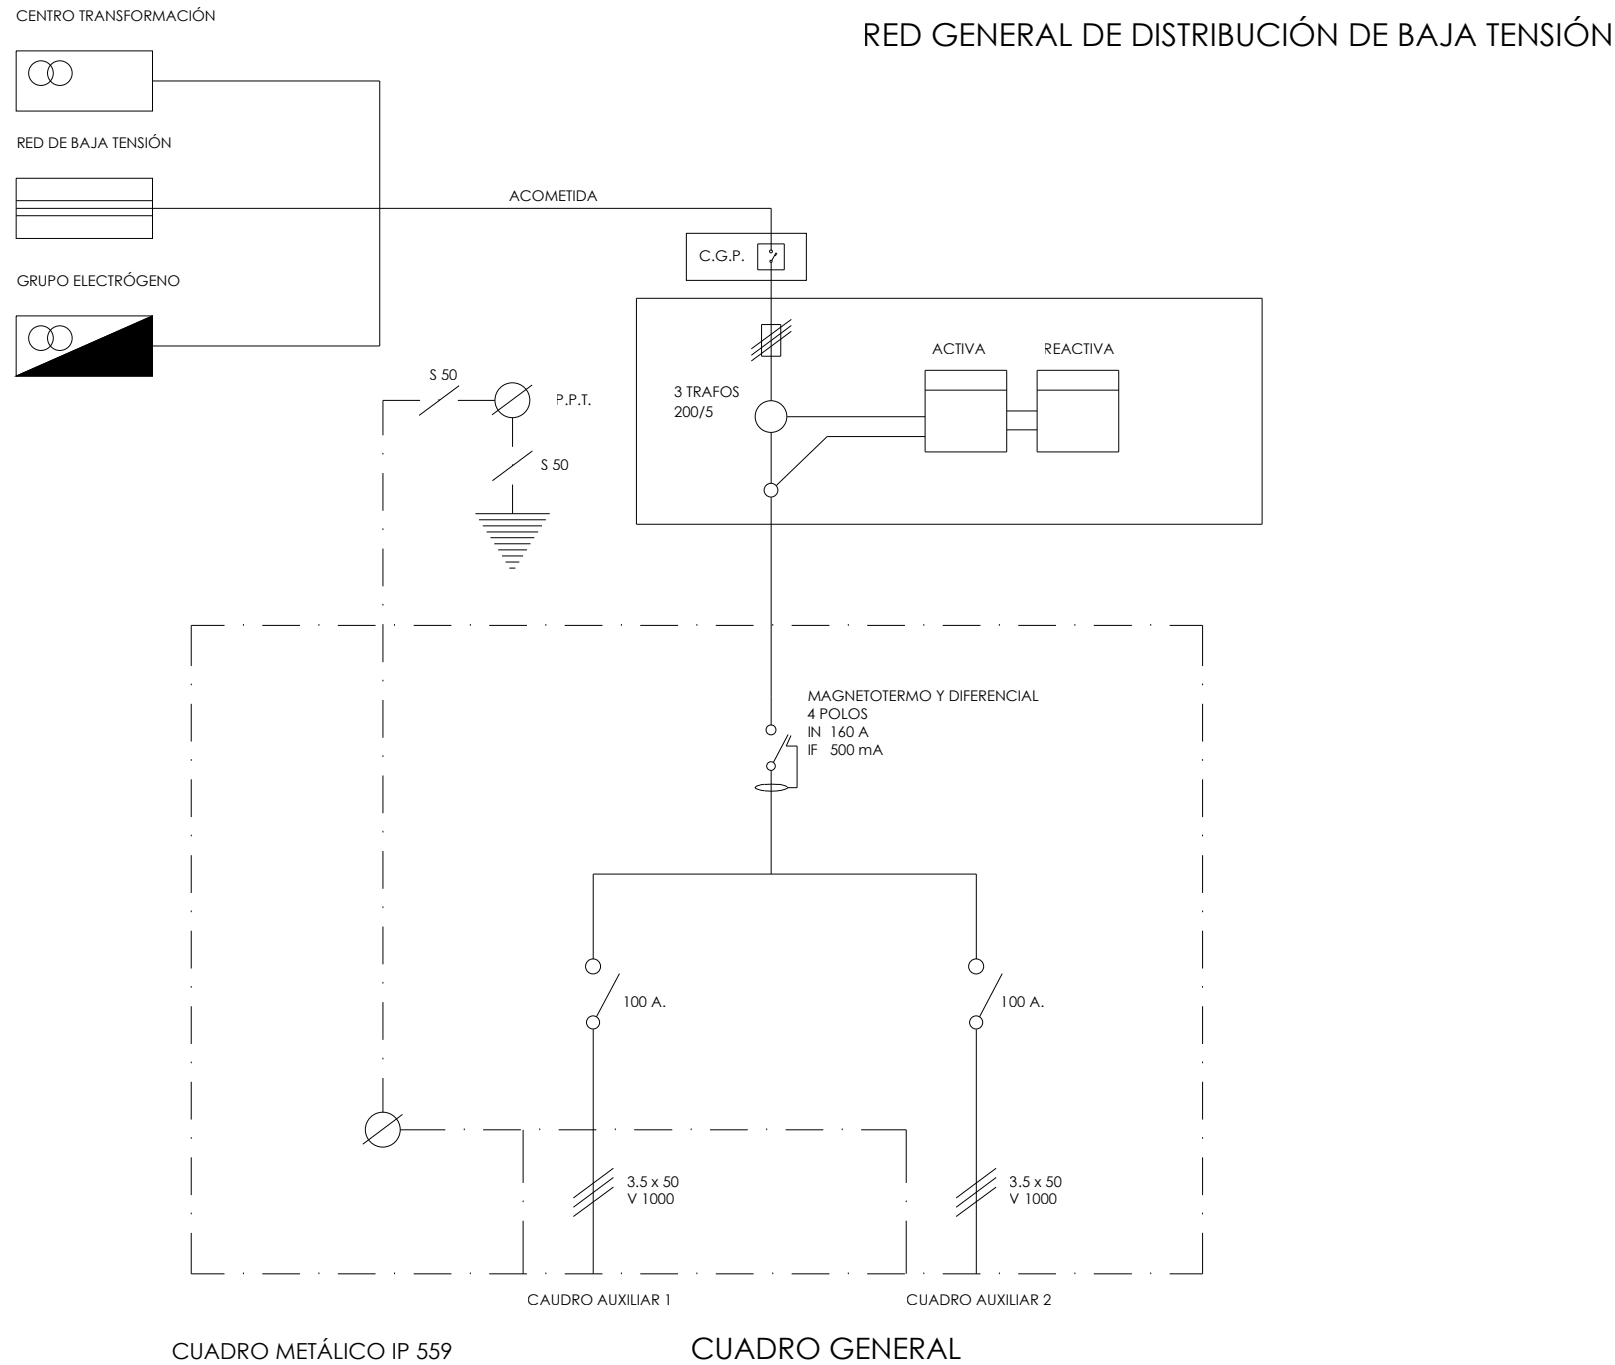 CENTRO TRANSFORMACIÓN
RED GENERAL DE DISTRIBUCIÓN DE BAJA TENSIÓN
RED DE BAJA TENSIÓN
ACOMETIDA
C.G.P.
GRUPO ELECTRÓGENO
ACTIVA
REACTIVA
S 50
P.P.T.
3 TRAFOS
200/5
S 50
MAGNETOTERMO Y DIFERENCIAL
4 POLOS
IN 160 A
IF 500 mA
100 A.
100 A.
3.5 x 50
V 1000
3.5 x 50
V 1000
CAUDRO AUXILIAR 1
CUADRO AUXILIAR 2
CUADRO METÁLICO IP 559
CUADRO GENERAL